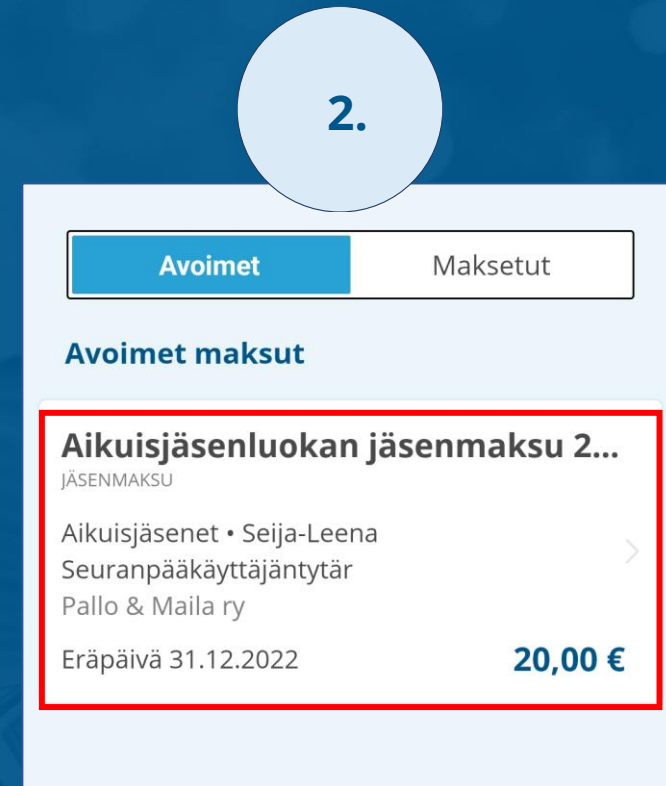 2.
Avoimet
Maksetut
Avoimet maksut
Aikuisjäsenluokan jäsenmaksu 2...
JÄSENMAKSU
Aikuisjäsenet • Seija-Leena
Seuranpääkäyttäjäntytär
Pallo & Maila ry
Eräpäivä 31.12.2022
20,00 €